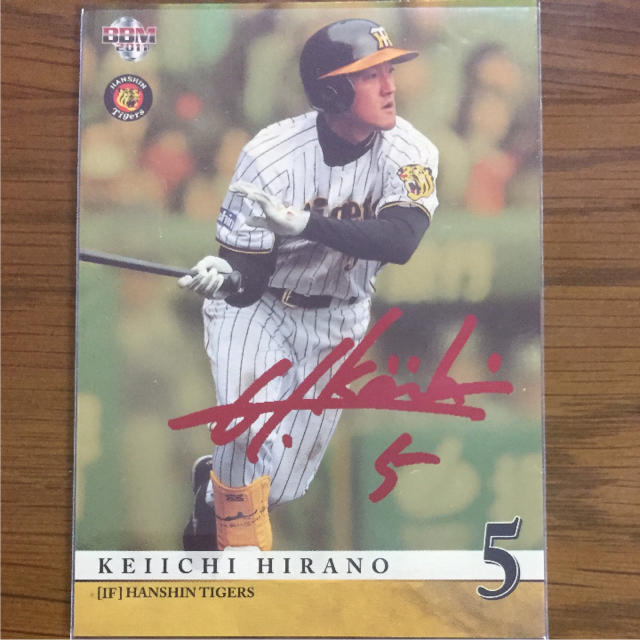 BBM
2011
HANSHIN
Tigers
H. Keiichi
5
KEIICHI HIRANO
5
[IF] HANSHIN TIGERS